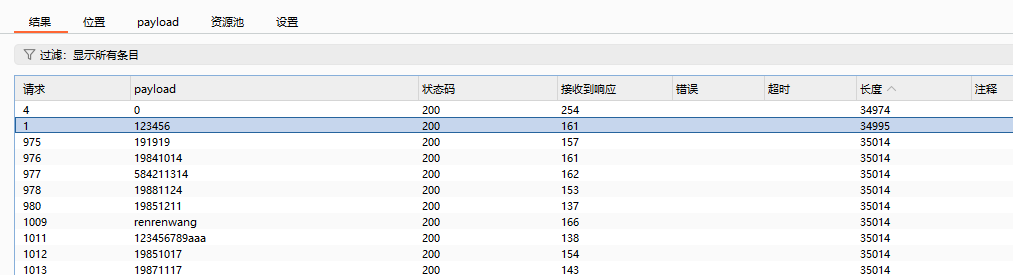 结果 位置 payload 资源池 设置
过滤：显示所有条目
请求 payload 状态码 接收到响应 错误 超时 长度 注释
4 0 200 254 34974
1 123456 200 161 34995
975 191919 200 157 35014
976 19841014 200 161 35014
977 584211314 200 162 35014
978 19881124 200 153 35014
980 19851211 200 137 35014
1009 renrenwang 200 166 35014
1011 123456789aaa 200 138 35014
1012 19851017 200 154 35014
1013 19871117 200 143 35014